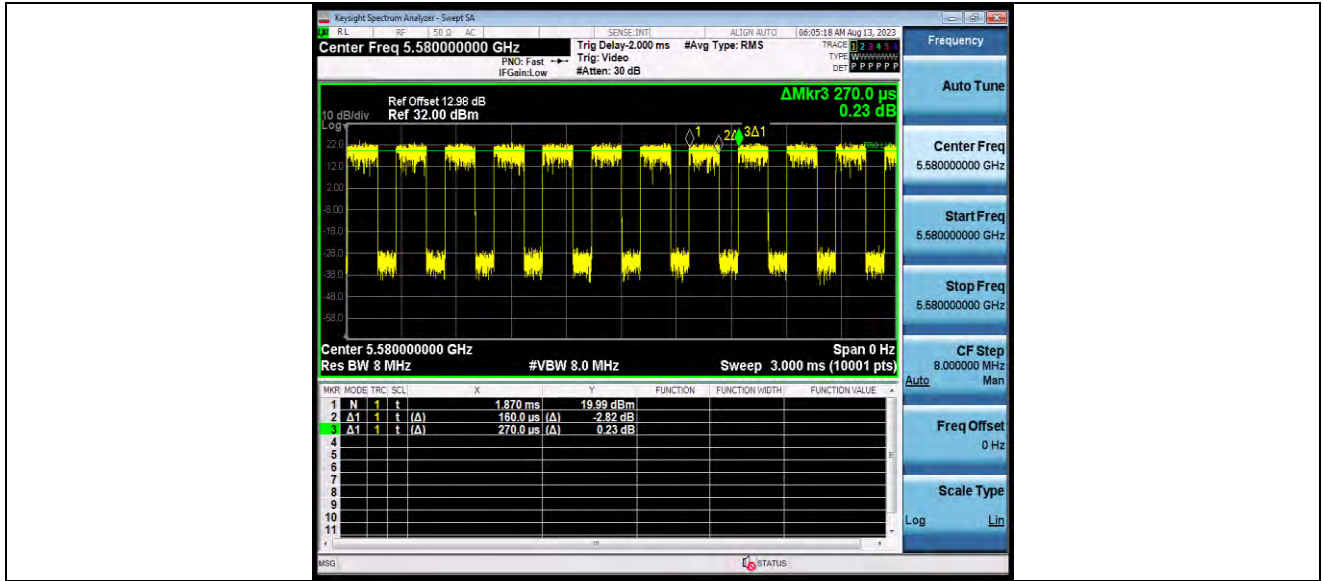 Keysight Spectrum Analyzer - Swept SA
RL RF 50 Ω AC SENSE:INT ALIGN AUTO 06:05:18 AM Aug 13, 2023
Center Freq 5.580000000 GHz
Trig Delay-2.000 ms #Avg Type: RMS
TRACE 1 2 3 4 5 6
PNO: Fast Trig: Video
TYPE WWWWWW
IFGain:Low #Atten: 30 dB
DET P P P P P P
Frequency
Auto Tune
ΔMkr3 270.0 µs
0.23 dB
Ref Offset 12.98 dB
10 dB/div Ref 32.00 dBm
Log
1 2Δ 3Δ1
22.0
12.0
2.00
-8.00
-18.0
-28.0
-38.0
-48.0
-58.0
Center 5.580000000 GHz Span 0 Hz
Res BW 8 MHz #VBW 8.0 MHz Sweep 3.000 ms (10001 pts)
MKR MODE TRC SCL X Y FUNCTION FUNCTION WIDTH FUNCTION VALUE
1 N 1 t 1.870 ms 19.99 dBm
2 Δ1 1 t (Δ) 160.0 µs (Δ) -2.82 dB
3 Δ1 1 t (Δ) 270.0 µs (Δ) 0.23 dB
4
5
6
7
8
9
10
11
MSG STATUS
Center Freq
5.580000000 GHz
Start Freq
5.580000000 GHz
Stop Freq
5.580000000 GHz
CF Step
8.000000 MHz
Auto Man
Freq Offset
0 Hz
Scale Type
Log Lin